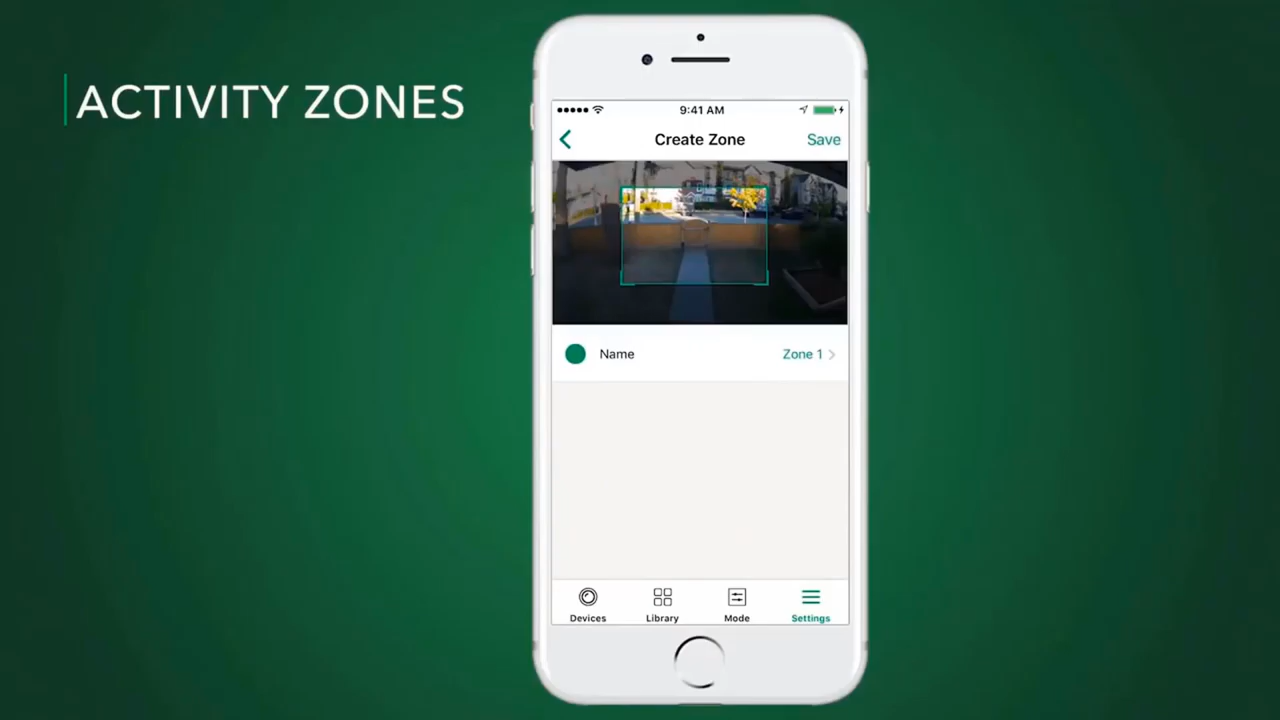 ACTIVITY ZONES
9:41 AM
Create Zone
Save
Name
Zone 1
Devices
Library
Mode
Settings